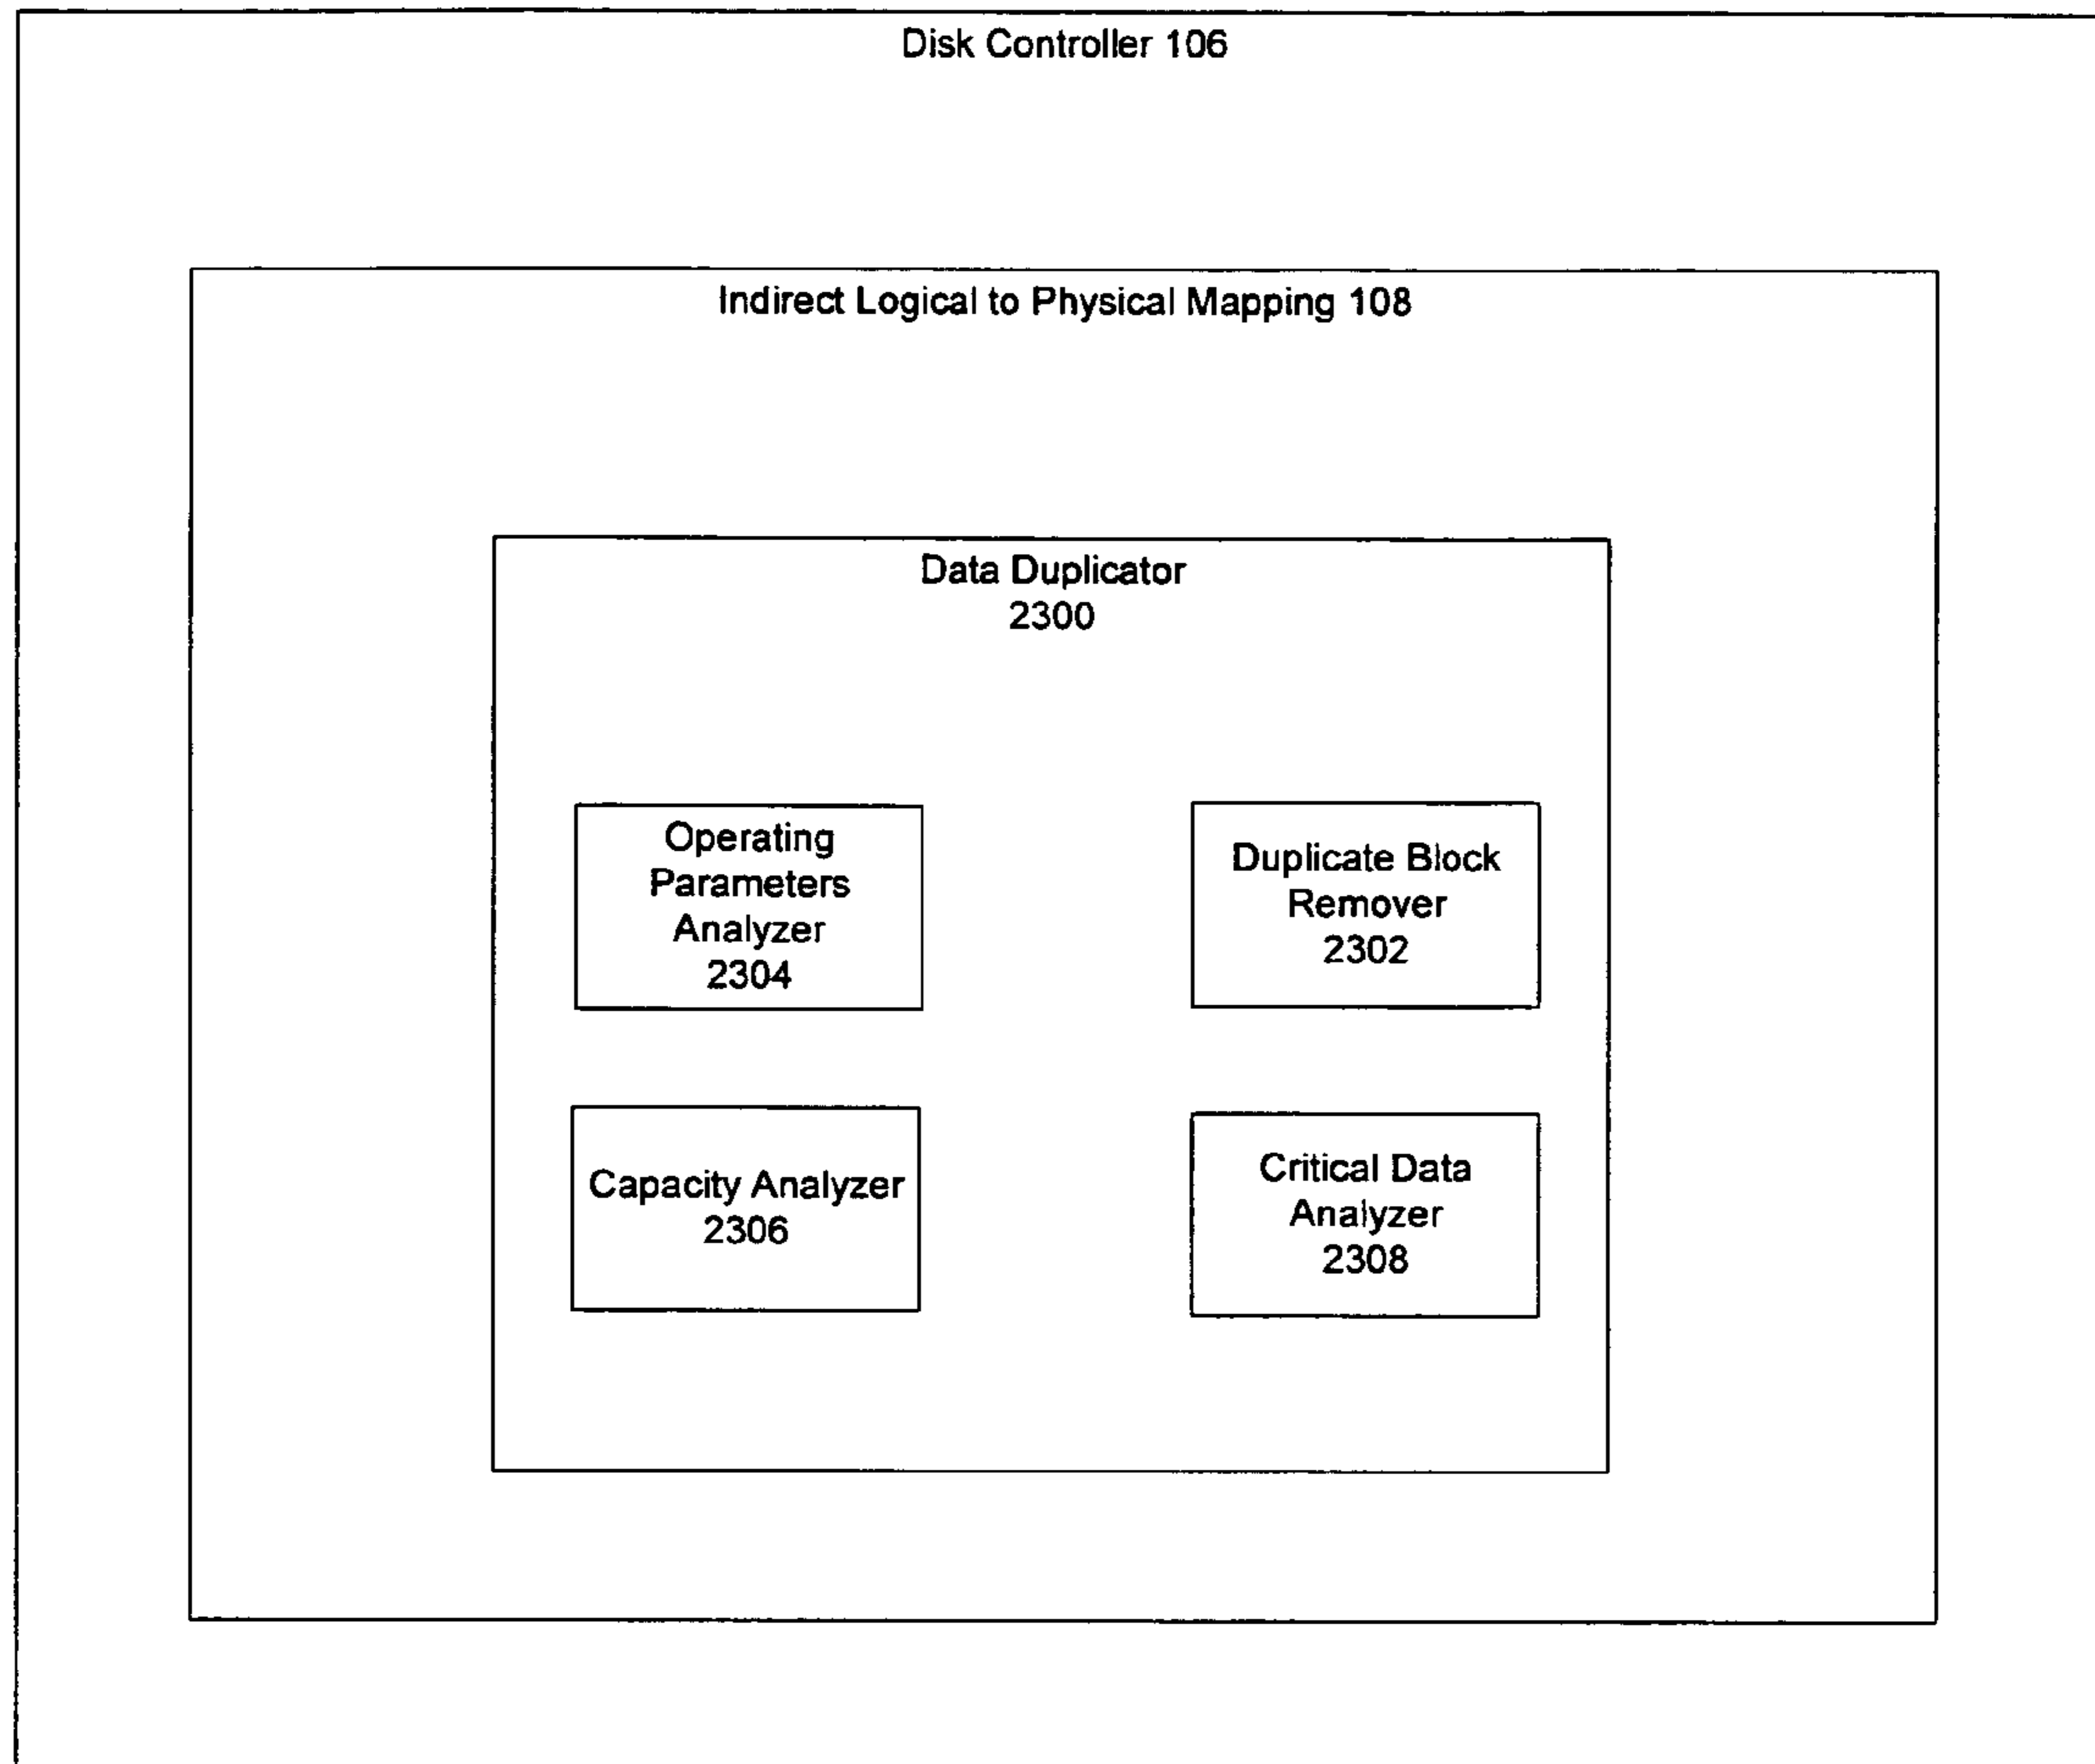 Disk Controller 106
Indirect Logical to Physical Mapping 108
Data Duplicator
2300
Operating
Parameters
Analyzer
2304
Duplicate Block
Remover
2302
Capacity Analyzer
2306
Critical Data
Analyzer
2308